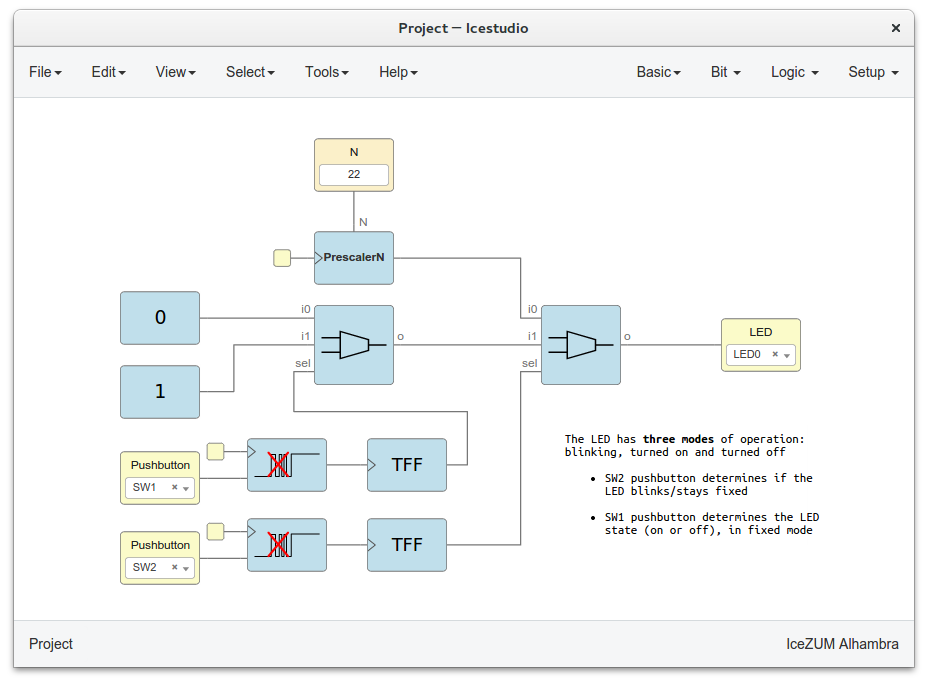 Project — Icestudio
×
File Edit View Select Tools Help Basic Bit Logic Setup
N
22
N
PrescalerN
0
i0
i1
sel
o
i0
i1
sel
o
LED
LED0 ×
1
The LED has three modes of operation:
blinking, turned on and turned off
• SW2 pushbutton determines if the
LED blinks/stays fixed
• SW1 pushbutton determines the LED
state (on or off), in fixed mode
Pushbutton
SW1 ×
TFF
Pushbutton
SW2 ×
TFF
Project
IceZUM Alhambra